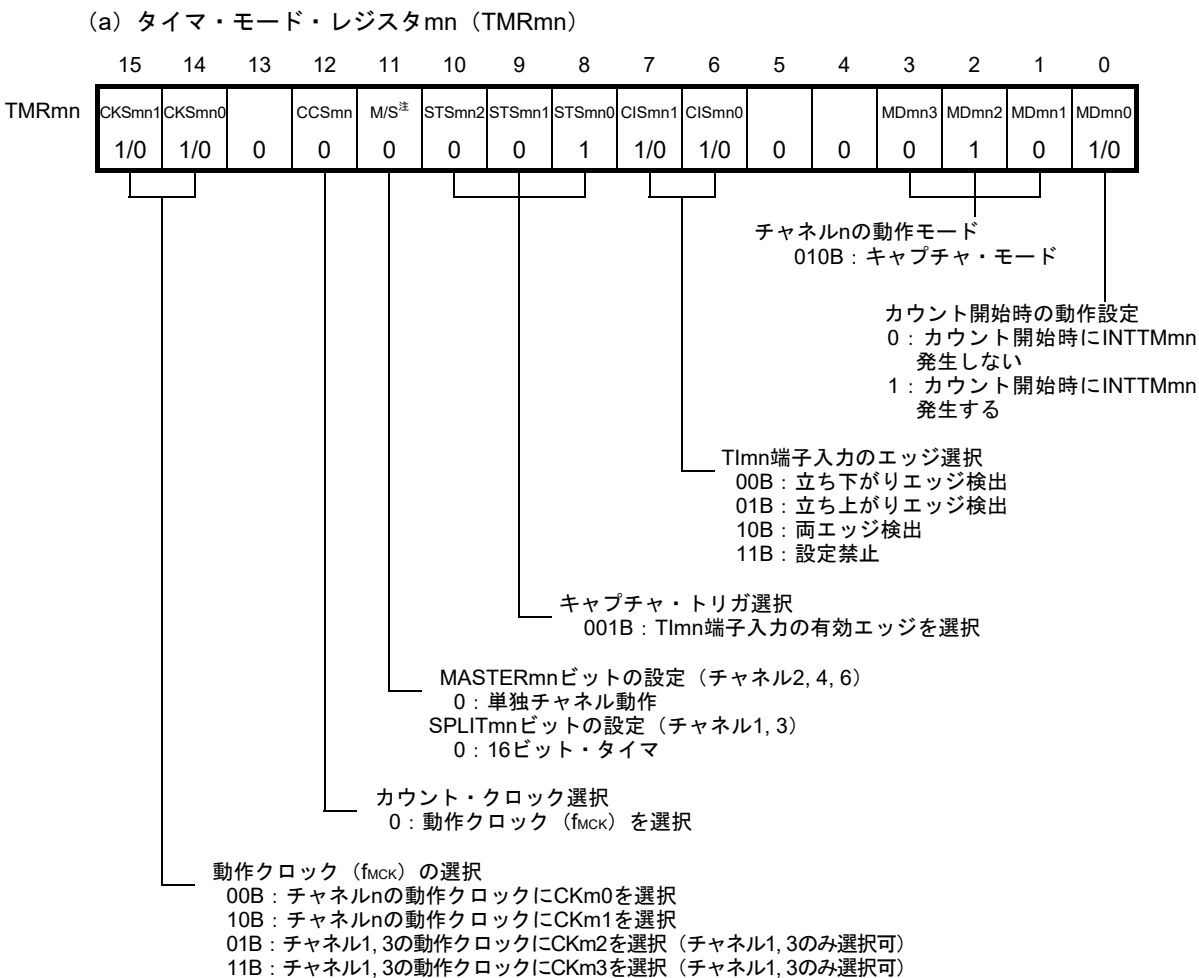 (a) タイマ・モード・レジスタmn（TMRmn）
15 14 13 12 11 10 9 8 7 6 5 4 3 2 1 0
TMRmn CKSmn1 CKSmn0 CCSmn M/S注 STSmn2 STSmn1 STSmn0 CISmn1 CISmn0 MDmn3 MDmn2 MDmn1 MDmn0
1/0 1/0 0 0 0 0 0 1 1/0 1/0 0 0 0 1 0 1/0
チャネルnの動作モード
010B：キャプチャ・モード
カウント開始時の動作設定
0：カウント開始時にINTTMmn
発生しない
1：カウント開始時にINTTMmn
発生する
TImn端子入力のエッジ選択
00B：立ち下がりエッジ検出
01B：立ち上がりエッジ検出
10B：両エッジ検出
11B：設定禁止
キャプチャ・トリガ選択
001B：TImn端子入力の有効エッジを選択
MASTERmnビットの設定（チャネル2, 4, 6）
0：単独チャネル動作
SPLITmnビットの設定（チャネル1, 3）
0：16ビット・タイマ
カウント・クロック選択
0：動作クロック（fMCK）を選択
動作クロック（fMCK）の選択
00B：チャネルnの動作クロックにCKm0を選択
10B：チャネルnの動作クロックにCKm1を選択
01B：チャネル1, 3の動作クロックにCKm2を選択（チャネル1, 3のみ選択可）
11B：チャネル1, 3の動作クロックにCKm3を選択（チャネル1, 3のみ選択可）